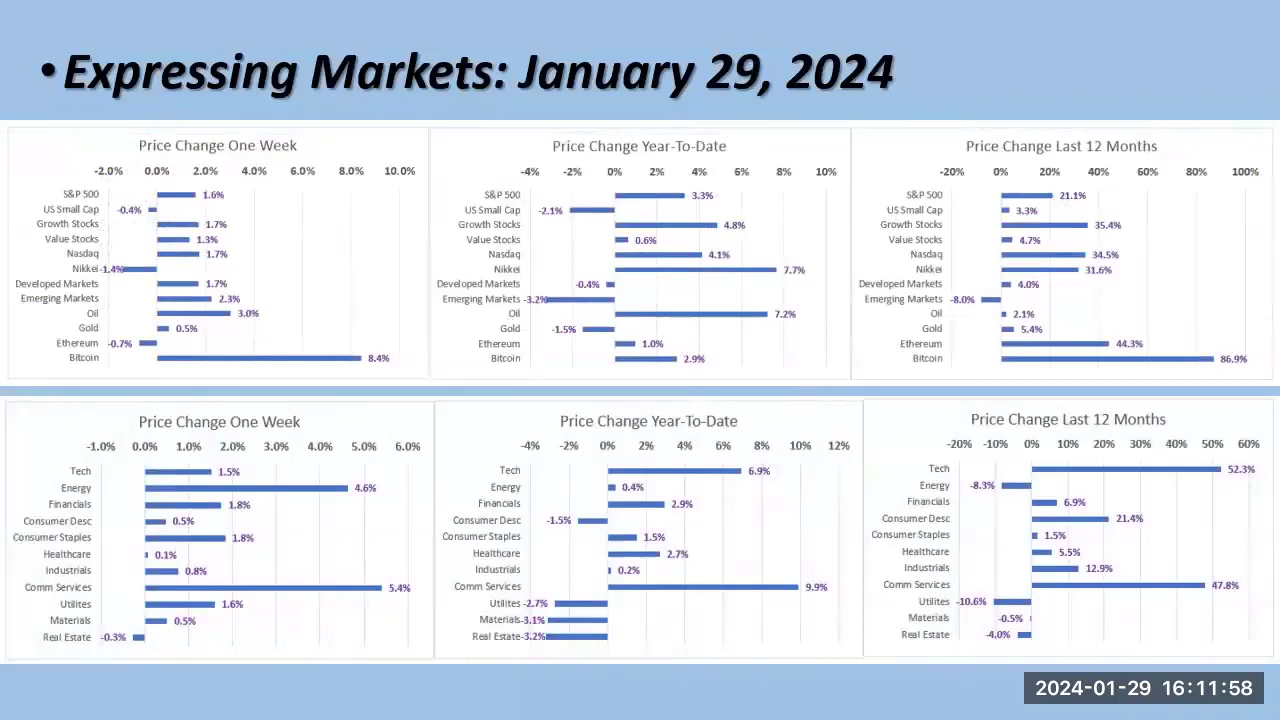 •Expressing Markets: January 29, 2024
Price Change One Week
-2.0% 0.0% 2.0% 4.0% 6.0% 8.0% 10.0%
S&P 500 1.6%
US Small Cap -0.4%
Growth Stocks 1.7%
Value Stocks 1.3%
Nasdaq 1.7%
Nikkei -1.4%
Developed Markets 1.7%
Emerging Markets 2.3%
Oil 3.0%
Gold 0.5%
Ethereum -0.7%
Bitcoin 8.4%
Price Change Year-To-Date
-4% -2% 0% 2% 4% 6% 8% 10%
S&P 500 3.3%
US Small Cap -2.1%
Growth Stocks 4.8%
Value Stocks 0.6%
Nasdaq 4.1%
Nikkei 7.7%
Developed Markets -0.4%
Emerging Markets -3.2%
Oil 7.2%
Gold -1.5%
Ethereum 1.0%
Bitcoin 2.9%
Price Change Last 12 Months
-20% 0% 20% 40% 60% 80% 100%
S&P 500 21.1%
US Small Cap 3.3%
Growth Stocks 35.4%
Value Stocks 4.7%
Nasdaq 34.5%
Nikkei 31.6%
Developed Markets 4.0%
Emerging Markets -8.0%
Oil 2.1%
Gold 5.4%
Ethereum 44.3%
Bitcoin 86.9%
Price Change One Week
-1.0% 0.0% 1.0% 2.0% 3.0% 4.0% 5.0% 6.0%
Tech 1.5%
Energy 4.6%
Financials 1.8%
Consumer Desc 0.5%
Consumer Staples 1.8%
Healthcare 0.1%
Industrials 0.8%
Comm Services 5.4%
Utilites 1.6%
Materials 0.5%
Real Estate -0.3%
Price Change Year-To-Date
-4% -2% 0% 2% 4% 6% 8% 10% 12%
Tech 6.9%
Energy 0.4%
Financials 2.9%
Consumer Desc -1.5%
Consumer Staples 1.5%
Healthcare 2.7%
Industrials 0.2%
Comm Services 9.9%
Utilites -2.7%
Materials -3.1%
Real Estate -3.2%
Price Change Last 12 Months
-20% -10% 0% 10% 20% 30% 40% 50% 60%
Tech 52.3%
Energy -8.3%
Financials 6.9%
Consumer Desc 21.4%
Consumer Staples 1.5%
Healthcare 5.5%
Industrials 12.9%
Comm Services 47.8%
Utilites -10.6%
Materials -0.5%
Real Estate -4.0%
2024-01-29 16:11:58